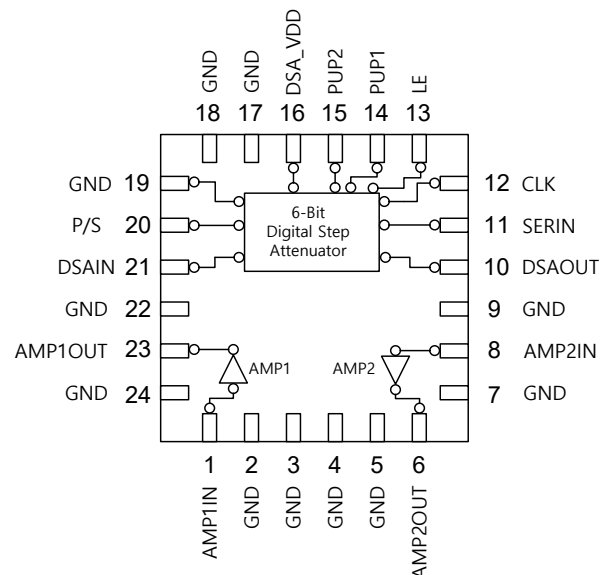 GND
GND
DSA_VDD
PUP2
PUP1
LE
18 17 16 15 14 13
GND 19
P/S 20
DSAIN 21
GND 22
AMP1OUT 23
GND 24
6-Bit
Digital Step
Attenuator
12 CLK
11 SERIN
10 DSAOUT
9 GND
8 AMP2IN
7 GND
AMP1
AMP2
1 2 3 4 5 6
AMP1IN
GND
GND
GND
GND
AMP2OUT